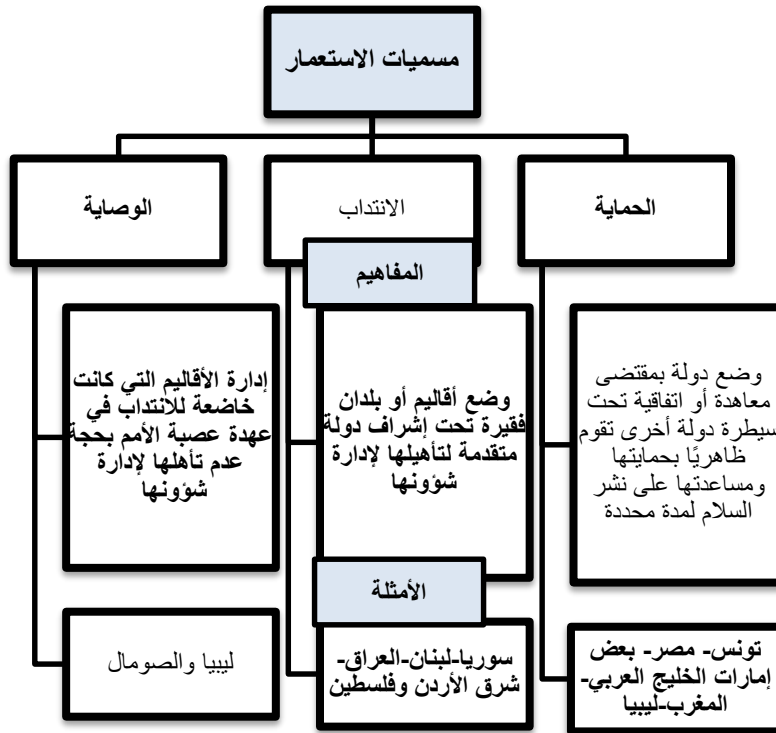 مسميات الاستعمار
الحماية
الانتداب
الوصاية
المفاهيم
وضع دولة بمقتضى
معاهدة أو اتفاقية تحت
سيطرة دولة أخرى تقوم
ظاهريًا بحمايتها
ومساعدتها على نشر
السلام لمدة محددة
وضع أقاليم أو بلدان
فقيرة تحت إشراف دولة
متقدمة لتأهيلها لإدارة
شؤونها
إدارة الأقاليم التي كانت
خاضعة للانتداب في
عهدة عصبة الأمم بحجة
عدم تأهلها لإدارة
شؤونها
الأمثلة
تونس- مصر- بعض
إمارات الخليج العربي-
المغرب-ليبيا
سوريا-لبنان-العراق-
شرق الأردن وفلسطين
ليبيا والصومال